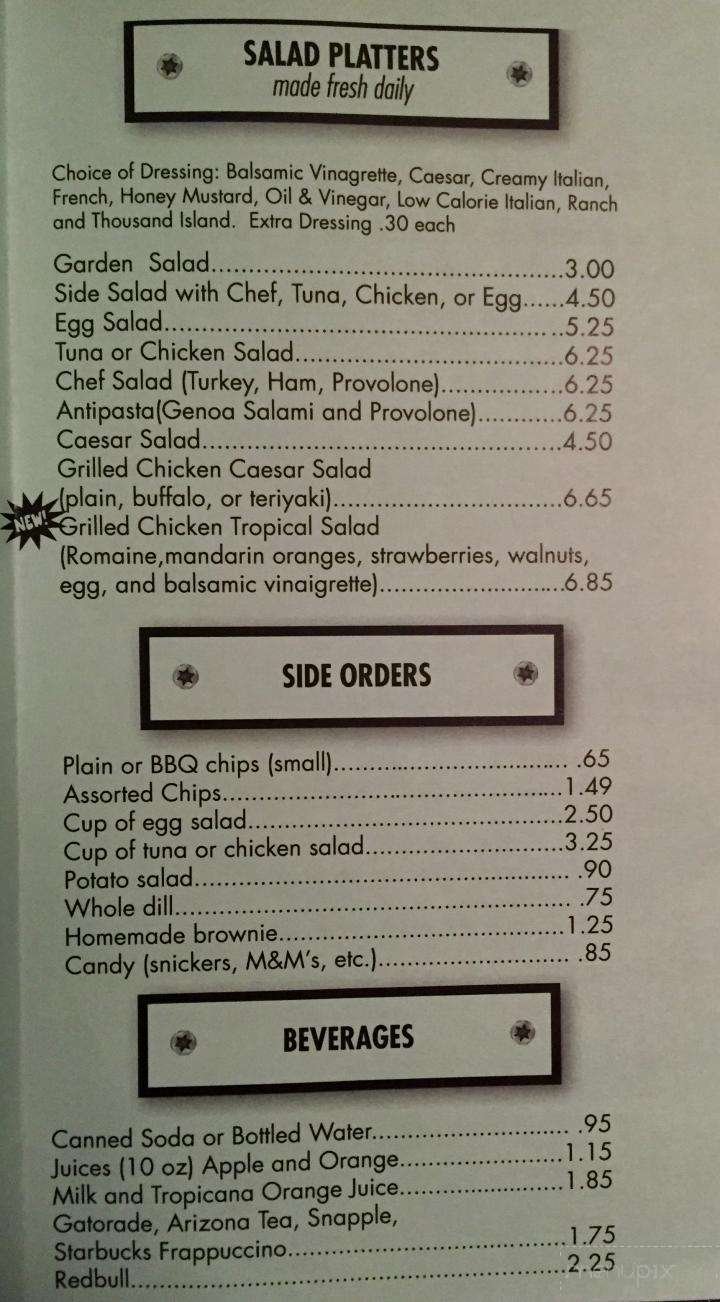 SALAD PLATTERS
made fresh daily
Choice of Dressing: Balsamic Vinagrette, Caesar, Creamy Italian,
French, Honey Mustard, Oil & Vinegar, Low Calorie Italian, Ranch
and Thousand Island. Extra Dressing .30 each
Garden Salad..........3.00
Side Salad with Chef, Tuna, Chicken, or Egg......4.50
Egg Salad..........5.25
Tuna or Chicken Salad..........6.25
Chef Salad (Turkey, Ham, Provolone)..........6.25
Antipasta(Genoa Salami and Provolone)..........6.25
Caesar Salad..........4.50
Grilled Chicken Caesar Salad
(plain, buffalo, or teriyaki)..........6.65
NEW! Grilled Chicken Tropical Salad
(Romaine,mandarin oranges, strawberries, walnuts,
egg, and balsamic vinaigrette)..........6.85
SIDE ORDERS
Plain or BBQ chips (small).......... .65
Assorted Chips..........1.49
Cup of egg salad..........2.50
Cup of tuna or chicken salad..........3.25
Potato salad.......... .90
Whole dill.......... .75
Homemade brownie..........1.25
Candy (snickers, M&M's, etc.).......... .85
BEVERAGES
Canned Soda or Bottled Water.......... .95
Juices (10 oz) Apple and Orange..........1.15
Milk and Tropicana Orange Juice..........1.85
Gatorade, Arizona Tea, Snapple,
Starbucks Frappuccino..........1.75
Redbull..........2.25
menupix